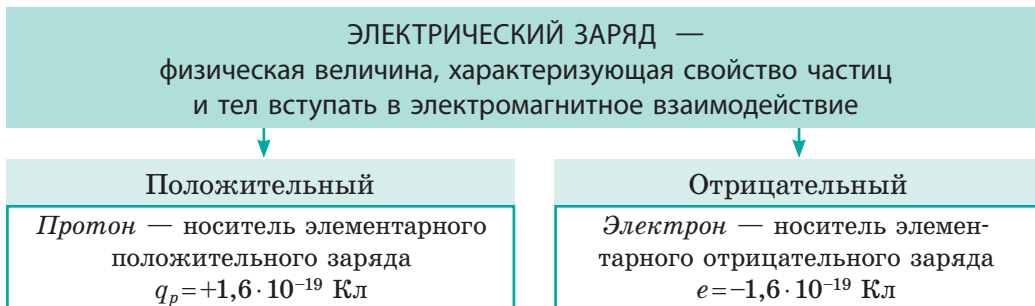 ЭЛЕКТРИЧЕСКИЙ ЗАРЯД —
физическая величина, характеризующая свойство частиц
и тел вступать в электромагнитное взаимодействие
Положительный
Протон — носитель элементарного
положительного заряда
qₚ=+1,6·10⁻¹⁹ Кл
Отрицательный
Электрон — носитель элемен-
тарного отрицательного заряда
e=−1,6·10⁻¹⁹ Кл